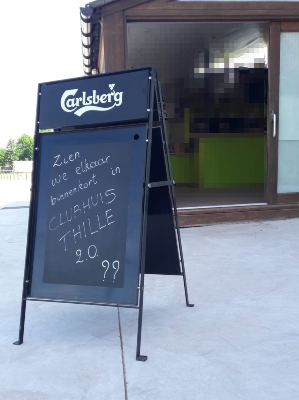 Carlsberg
Zien
we elkaar
binnenkort in
CLUBHUIS
THILLE
2.0
??